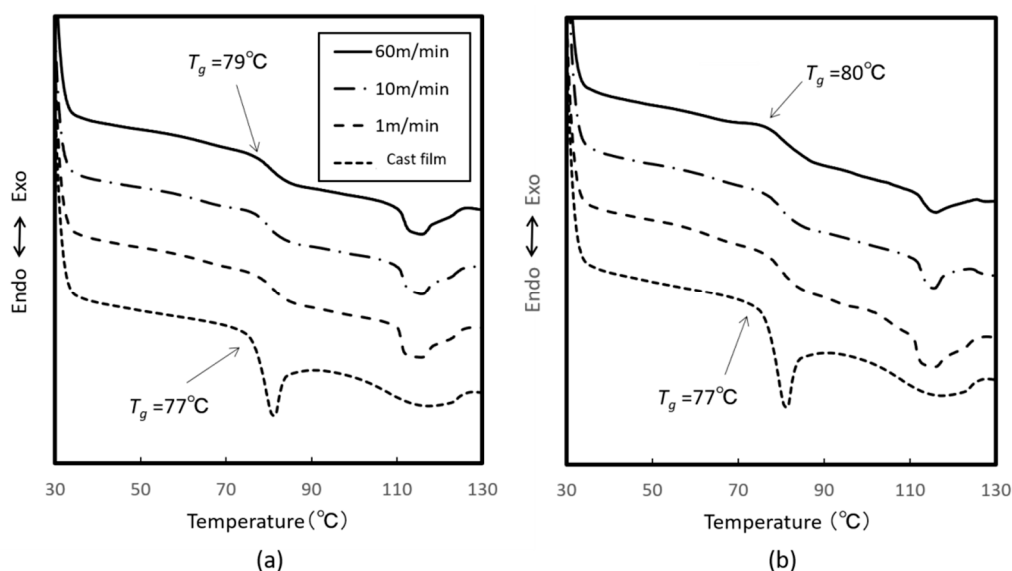 Tg =79℃
60m/min
10m/min
1m/min
Cast film
Tg =77℃
Endo ↔ Exo
30 50 70 90 110 130
Temperature(℃)
(a)
Tg =80℃
Tg =77℃
Endo ↔ Exo
30 50 70 90 110 130
Temperature(℃)
(b)